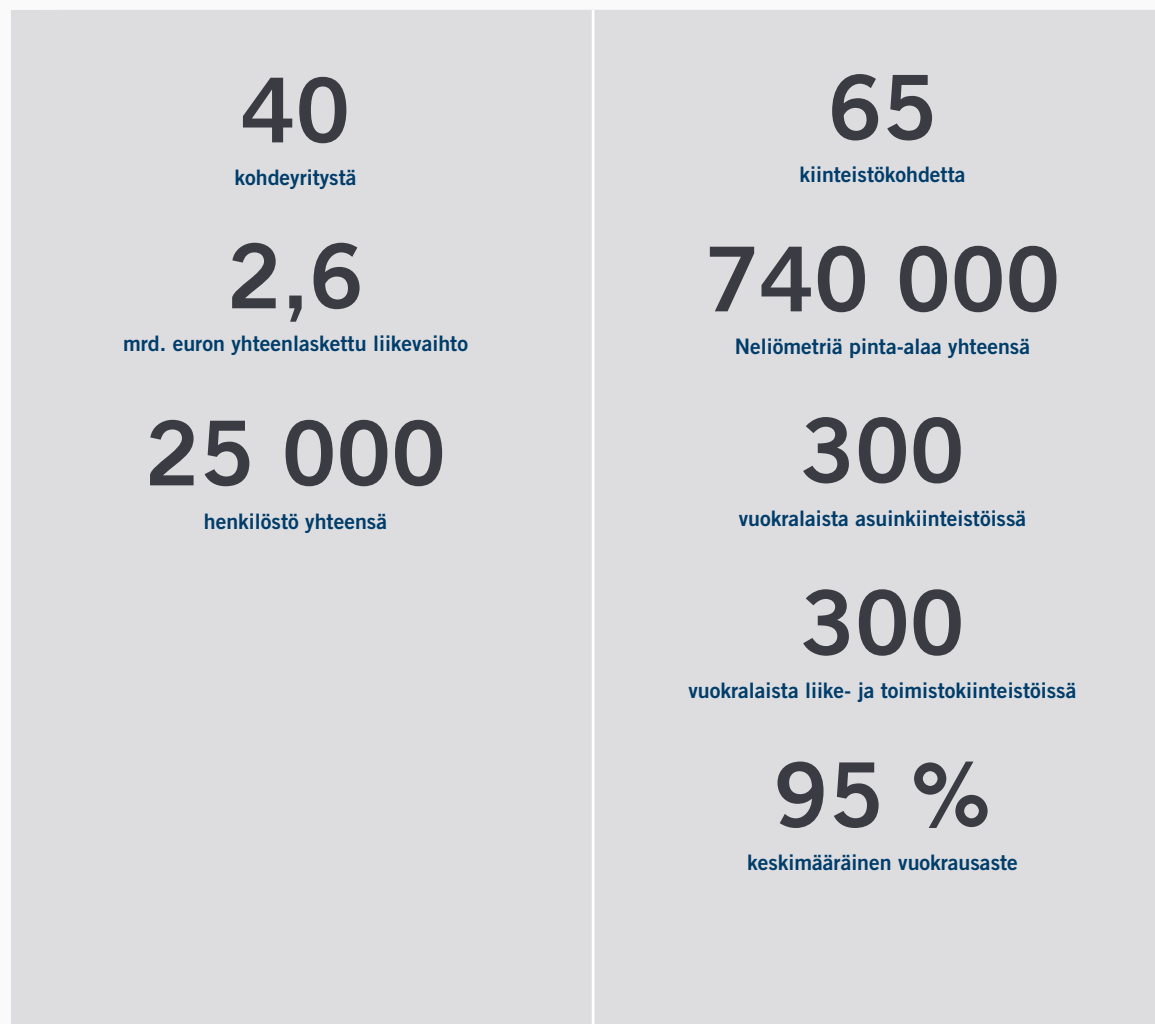 40
kohdeyritystä
2,6
mrd. euron yhteenlaskettu liikevaihto
25 000
henkilöstö yhteensä
65
kiinteistökohdetta
740 000
Neliömetriä pinta-alaa yhteensä
300
vuokralaista asuinkiinteistöissä
300
vuokralaista liike- ja toimistokiinteistöissä
95 %
keskimääräinen vuokrausaste